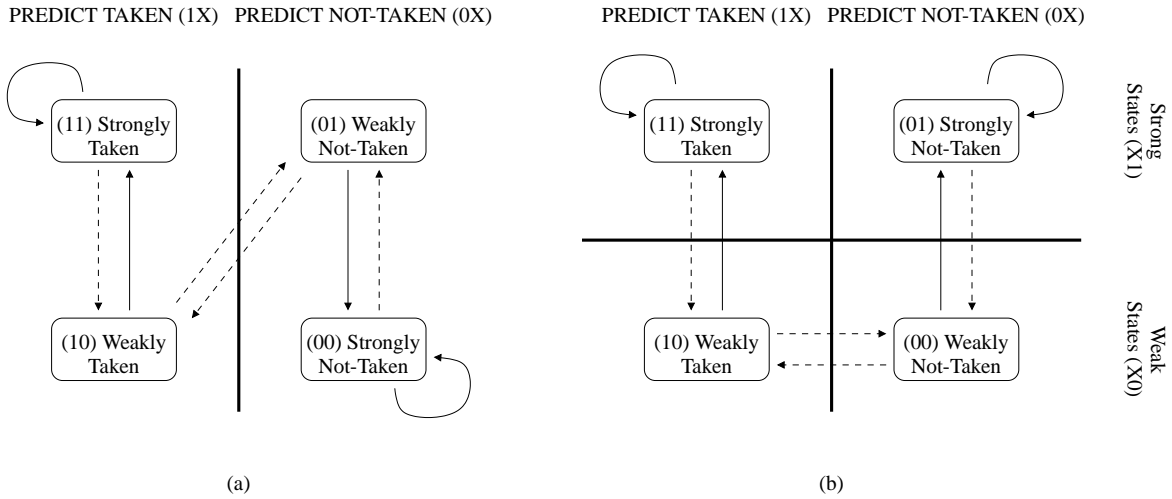 PREDICT TAKEN (1X)
PREDICT NOT-TAKEN (0X)
(11) Strongly
Taken
(01) Weakly
Not-Taken
(10) Weakly
Taken
(00) Strongly
Not-Taken
(a)
PREDICT TAKEN (1X)
PREDICT NOT-TAKEN (0X)
(11) Strongly
Taken
(01) Strongly
Not-Taken
Strong
States (X1)
(10) Weakly
Taken
(00) Weakly
Not-Taken
Weak
States (X0)
(b)